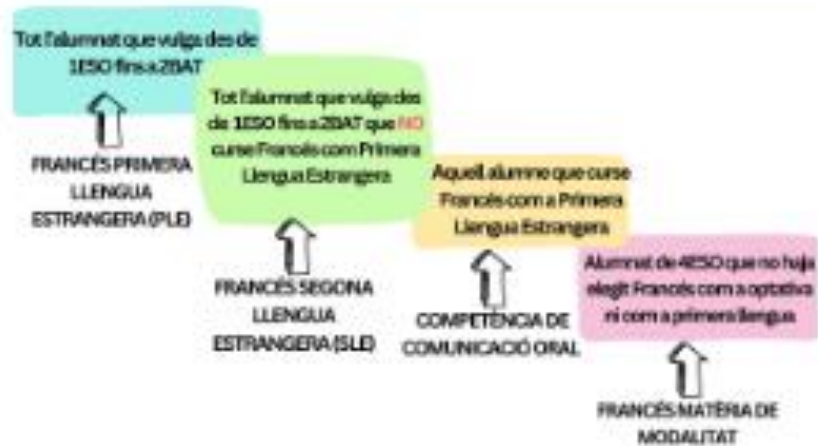 Tot l'alumnat que vulga des de
1ESO fins a 2BAT
FRANCÉS PRIMERA
LLENGUA
ESTRANGERA (PLE)
Tot l'alumnat que vulga des
de 1ESO fins a 2BAT que NO
curse Francés com Primera
Llengua Estrangera
FRANCÉS SEGONA
LLENGUA
ESTRANGERA (SLE)
Aquell alumne que curse
Francés com a Primera
Llengua Estrangera
COMPETÈNCIA DE
COMUNICACIÓ ORAL
Alumnat de 4ESO que no haja
elegit Francés com a optativa
ni com a primera llengua
FRANCÉS MATÈRIA DE
MODALITAT